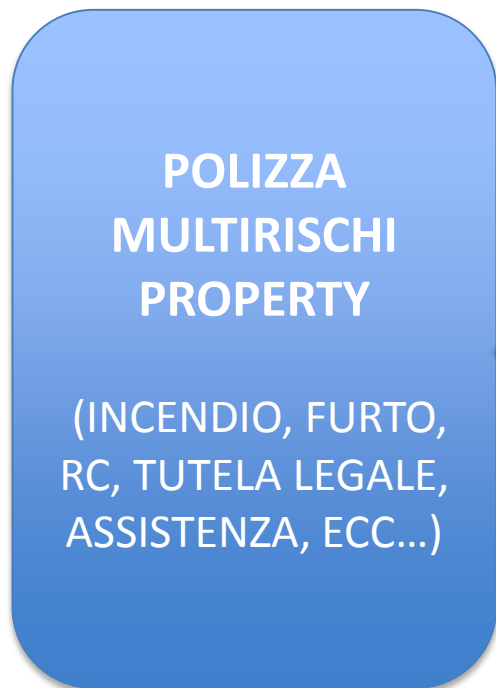 POLIZZA
MULTIRISCHI
PROPERTY
(INCENDIO, FURTO,
RC, TUTELA LEGALE,
ASSISTENZA, ECC…)